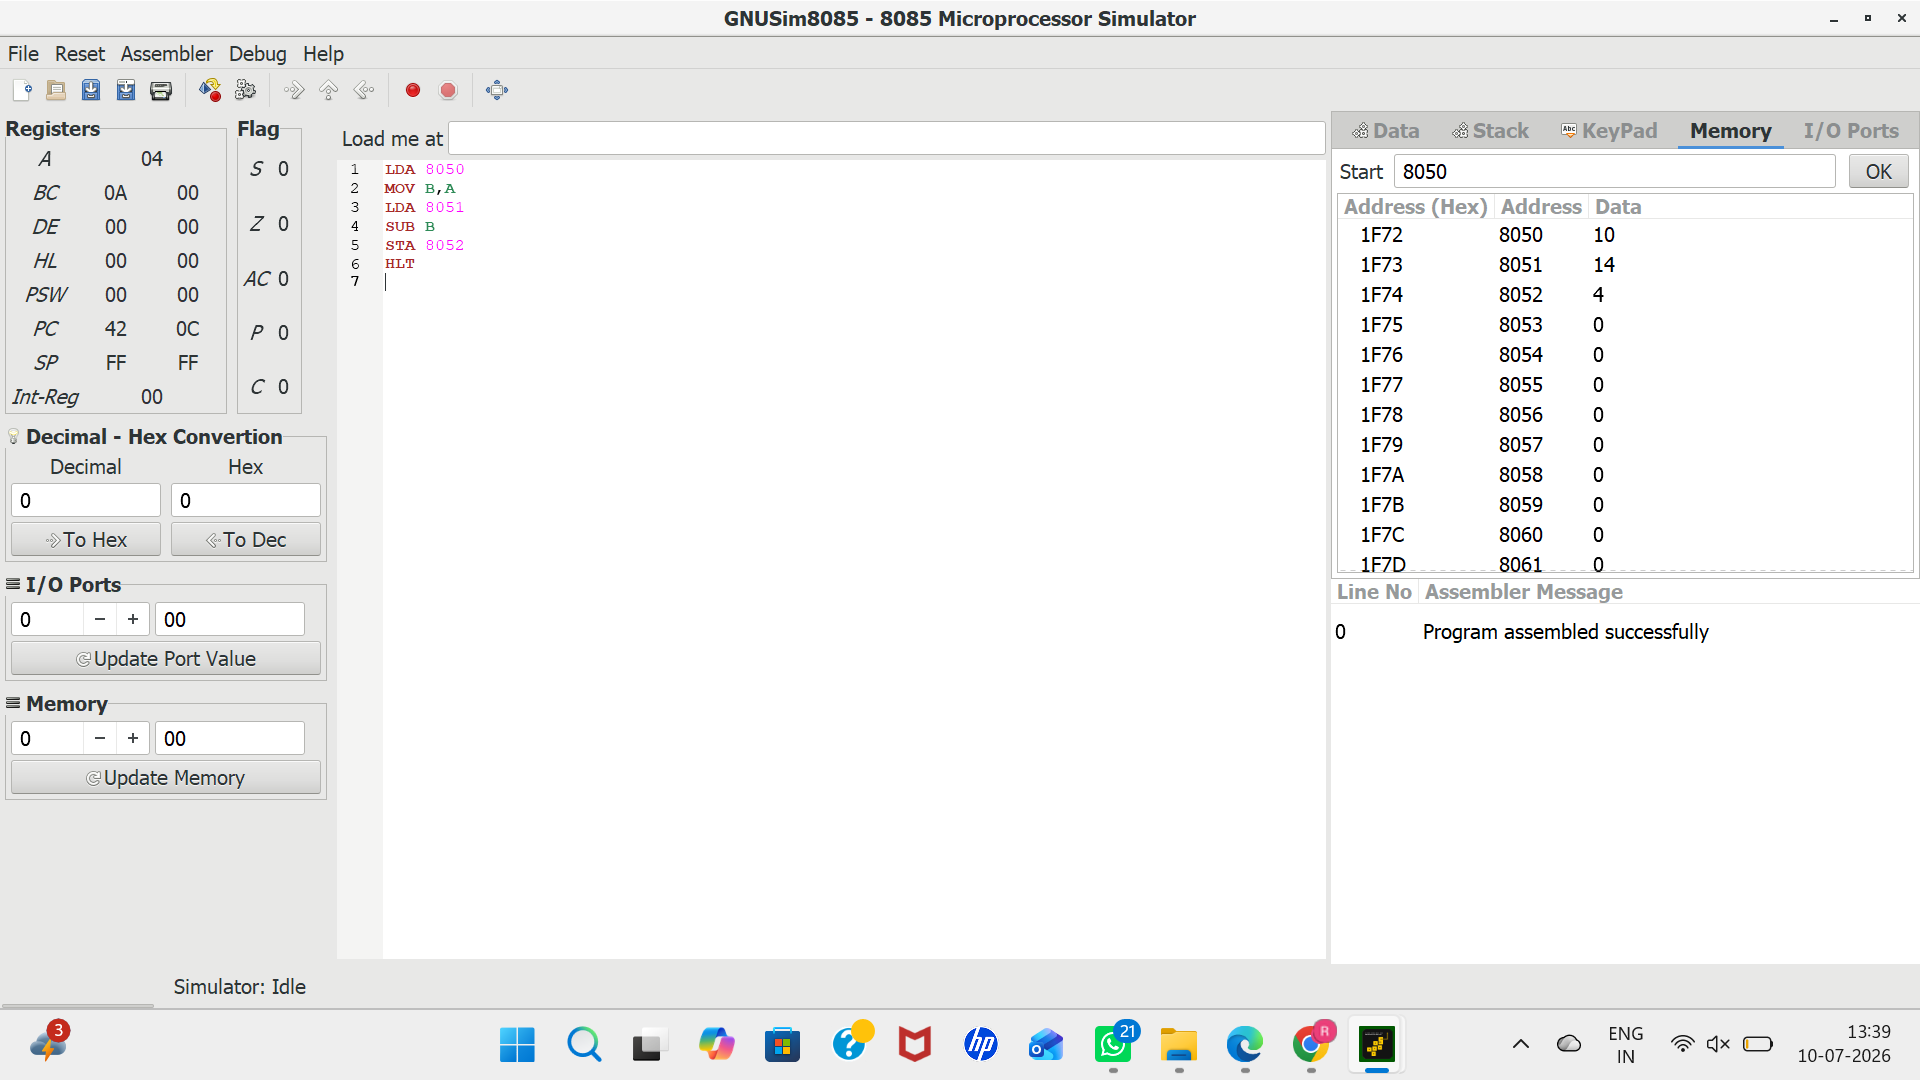 GNUSim8085 - 8085 Microprocessor Simulator
File Reset Assembler Debug Help
Registers
A 04
BC 0A 00
DE 00 00
HL 00 00
PSW 00 00
PC 42 0C
SP FF FF
Int-Reg 00
Flag
S 0
Z 0
AC 0
P 0
C 0
Decimal - Hex Convertion
Decimal Hex
0 0
To Hex To Dec
I/O Ports
0 − + 00
Update Port Value
Memory
0 − + 00
Update Memory
Load me at
1 LDA 8050
2 MOV B,A
3 LDA 8051
4 SUB B
5 STA 8052
6 HLT
7
Data Stack Abc KeyPad Memory I/O Ports
Start 8050 OK
Address (Hex) Address Data
1F72 8050 10
1F73 8051 14
1F74 8052 4
1F75 8053 0
1F76 8054 0
1F77 8055 0
1F78 8056 0
1F79 8057 0
1F7A 8058 0
1F7B 8059 0
1F7C 8060 0
1F7D 8061 0
Line No Assembler Message
0 Program assembled successfully
Simulator: Idle
3
hp
21
R
ENG
IN
13:39
10-07-2026